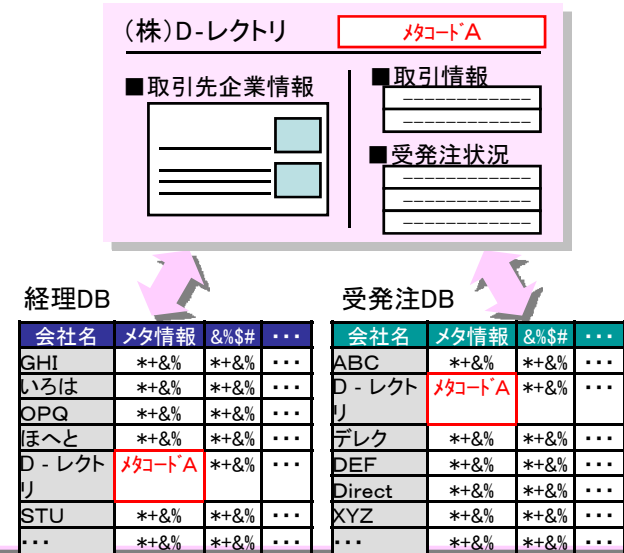 (株)D-レクトリ ﾒﾀｺｰﾄﾞA
■取引先企業情報
■取引情報
------------
------------
■受発注状況
------------
------------
------------
経理DB
会社名 メタ情報 &%$# ･･･
GHI *+&% *+&% ･･･
いろは *+&% *+&% ･･･
OPQ *+&% *+&% ･･･
ほへと *+&% *+&% ･･･
D‐レクト ﾒﾀｺｰﾄﾞA *+&% ･･･
リ
STU *+&% *+&% ･･･
･･･ *+&% *+&% ･･･
受発注DB
会社名 メタ情報 &%$# ･･･
ABC *+&% *+&% ･･･
D‐レクト ﾒﾀｺｰﾄﾞA *+&% ･･･
リ
デレク *+&% *+&% ･･･
DEF *+&% *+&% ･･･
Direct *+&% *+&% ･･･
XYZ *+&% *+&% ･･･
･･･ *+&% *+&% ･･･